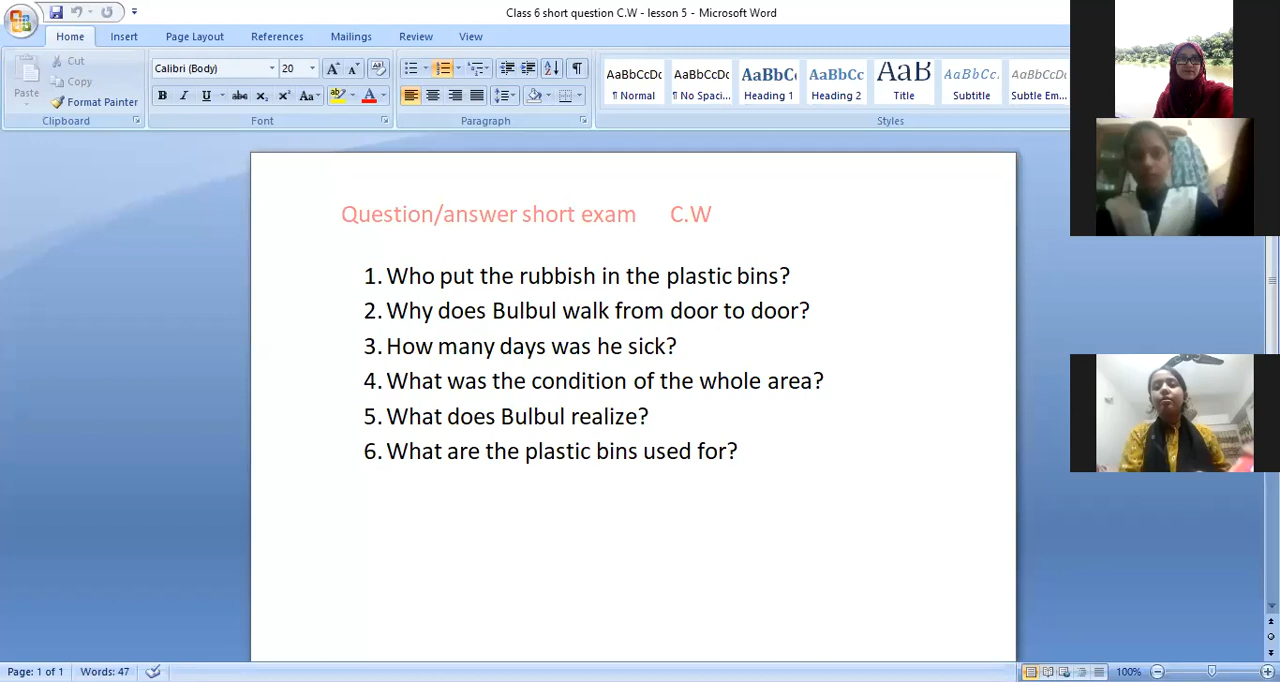 Class 6 short question C.W - lesson 5 - Microsoft Word
Home Insert Page Layout References Mailings Review View
Cut
Copy
Paste
Format Painter
Clipboard
Calibri (Body) 20
Font
Paragraph
AaBbCcDc AaBbCcDc AaBbCc AaBbCc AaB AaBbCc. AaBbCcDc
¶ Normal ¶ No Spaci... Heading 1 Heading 2 Title Subtitle Subtle Em...
Styles
Question/answer short exam C.W
1. Who put the rubbish in the plastic bins?
2. Why does Bulbul walk from door to door?
3. How many days was he sick?
4. What was the condition of the whole area?
5. What does Bulbul realize?
6. What are the plastic bins used for?
Page: 1 of 1 Words: 47 100%